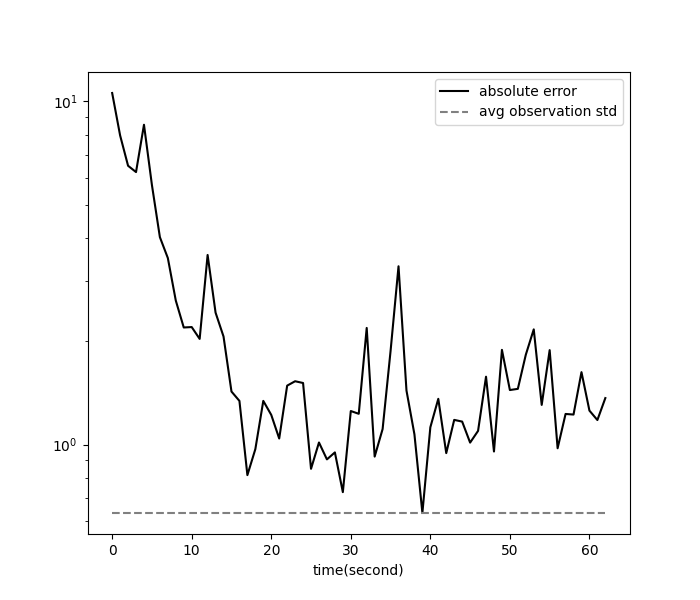 absolute error
avg observation std
10¹
10⁰
0 10 20 30 40 50 60
time(second)